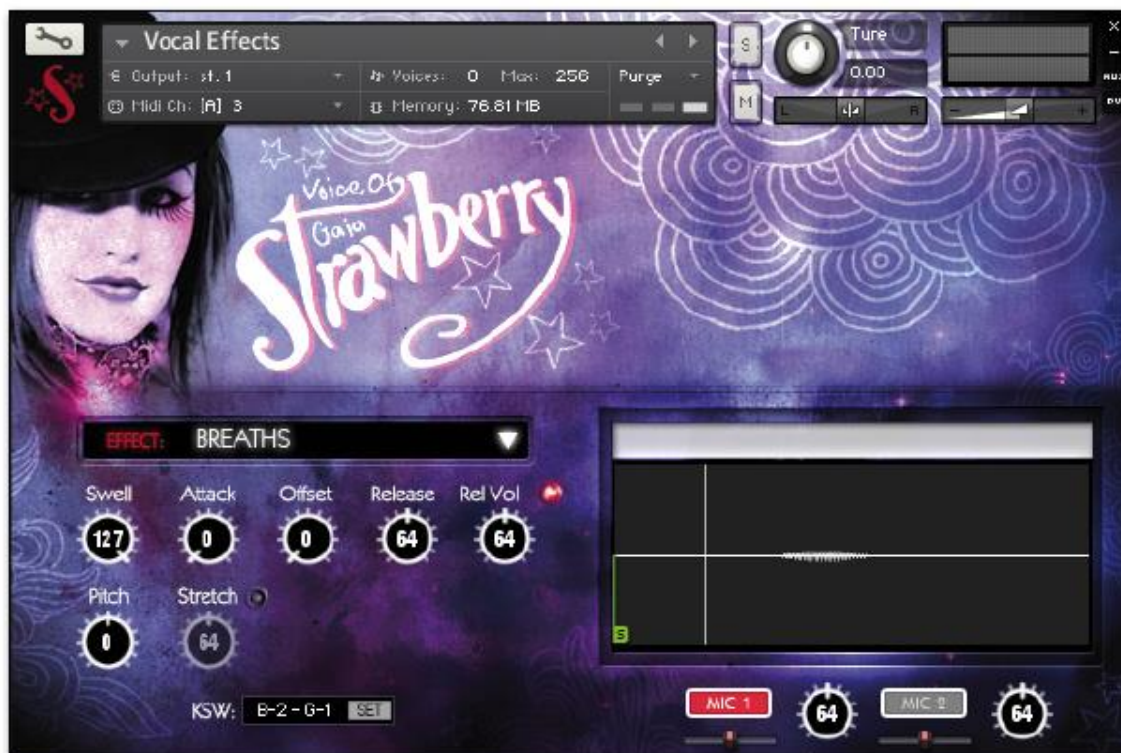 Vocal Effects
S
Tune
0.00
Output: st. 1
Voices: 0 Max: 256
Purge
Midi Ch: [A] 3
Memory: 76.81 MB
M
L R
- +
×
-
AUX
PV
Voice Of
Gaia
Strawberry
EFFECT: BREATHS
Swell Attack Offset Release Rel Vol
127 0 0 64 64
Pitch Stretch
0 64
S
KSW: B-2 - G-1 SET
MIC 1 64 MIC 2 64